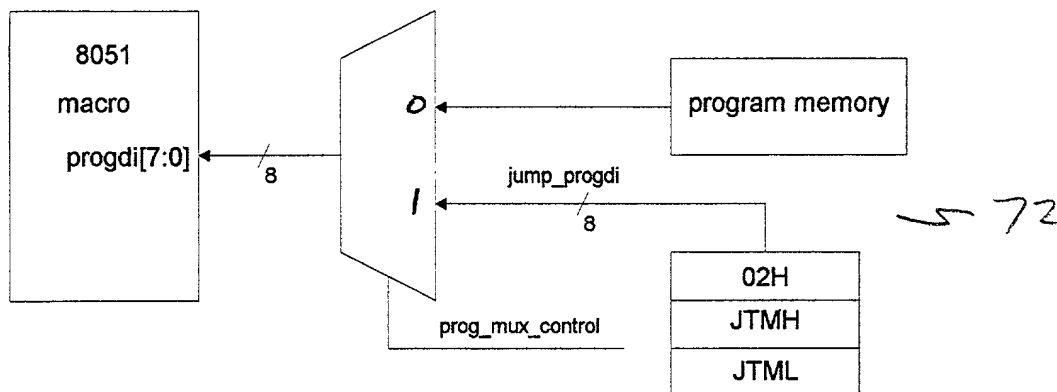 8051
macro
progdi[7:0]
8
0
1
program memory
jump_progdi
8
72
02H
JTMH
JTML
prog_mux_control